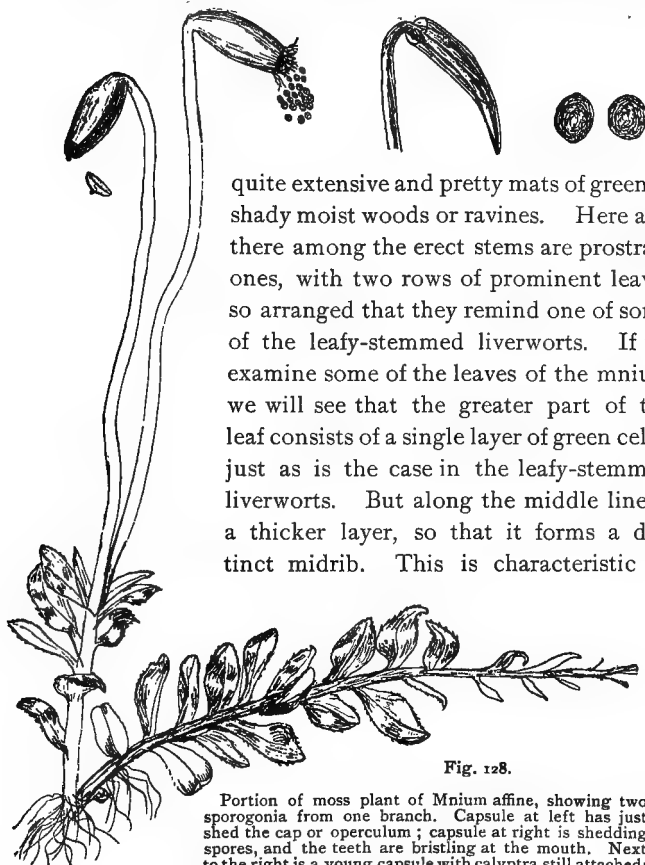 quite extensive and pretty mats of green
shady moist woods or ravines. Here a
there among the erect stems are prostra
ones, with two rows of prominent leav
so arranged that they remind one of so
of the leafy-stemmed liverworts. If
examine some of the leaves of the mniu
we will see that the greater part of t
leaf consists of a single layer of green cel
just as is the case in the leafy-stemm
liverworts. But along the middle line
a thicker layer, so that it forms a d
tinct midrib. This is characteristic
Fig. 128.
Portion of moss plant of Mnium affine, showing two
sporogonia from one branch. Capsule at left has just
shed the cap or operculum ; capsule at right is shedding
spores, and the teeth are bristling at the mouth. Next
to the right is a young capsule with calyptra still attached